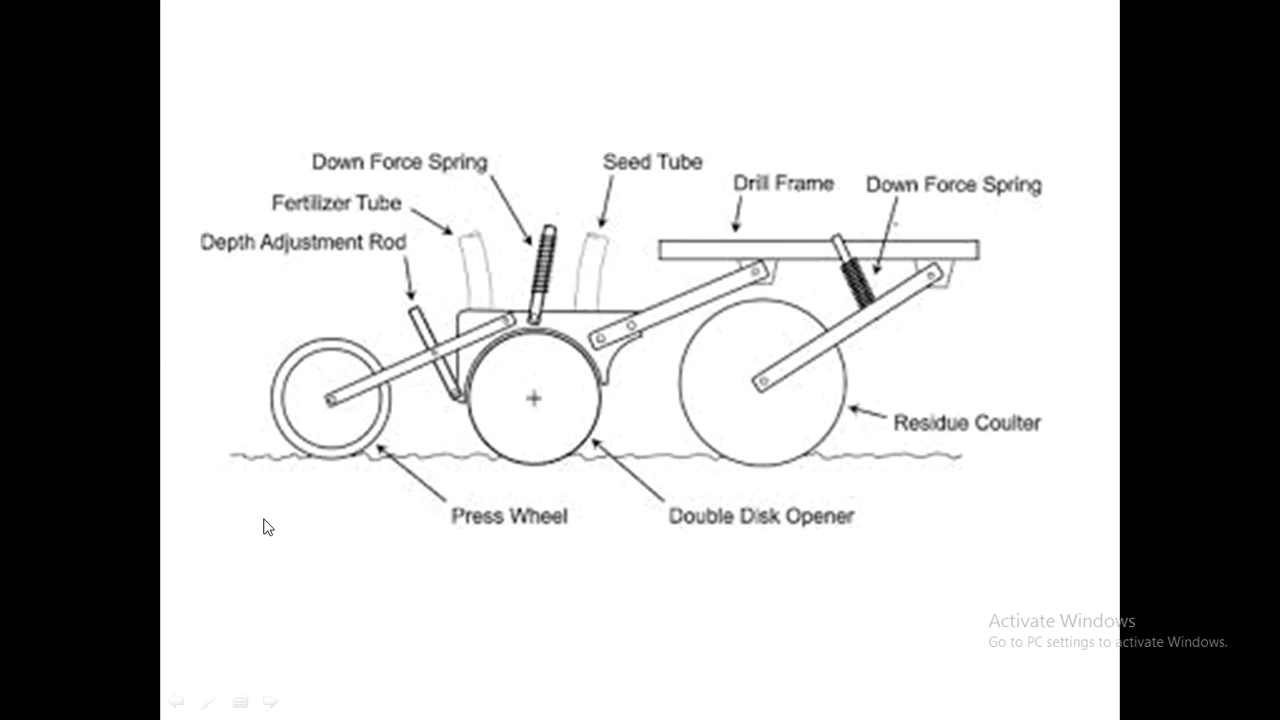 Down Force Spring
Seed Tube
Drill Frame
Down Force Spring
Fertilizer Tube
Depth Adjustment Rod
Residue Coulter
Press Wheel
Double Disk Opener
Activate Windows
Go to PC settings to activate Windows.